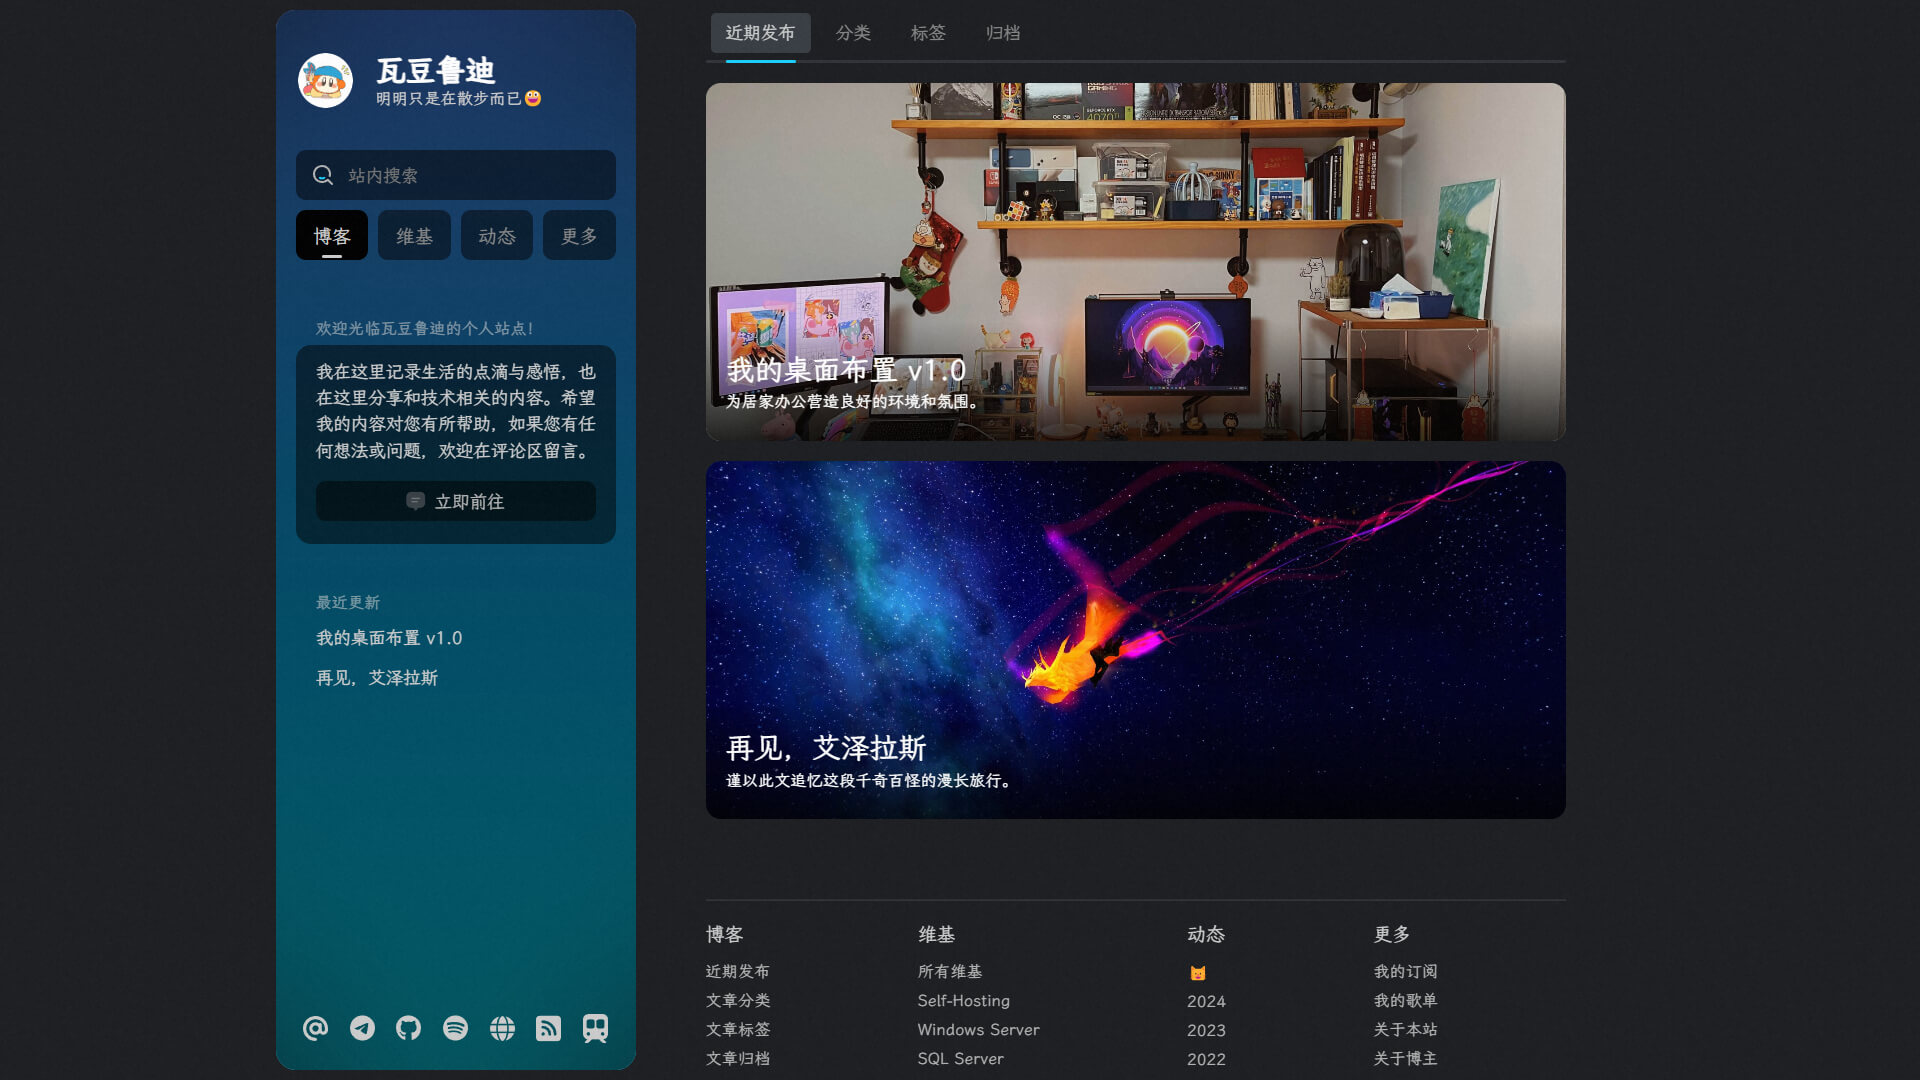 瓦豆鲁迪
明明只是在散步而已
站内搜索
博客
维基
动态
更多
欢迎光临瓦豆鲁迪的个人站点！
我在这里记录生活的点滴与感悟，也
在这里分享和技术相关的内容。希望
我的内容对您有所帮助，如果您有任
何想法或问题，欢迎在评论区留言。
立即前往
最近更新
我的桌面布置 v1.0
再见，艾泽拉斯
近期发布
分类
标签
归档
我的桌面布置 v1.0
为居家办公营造良好的环境和氛围。
再见，艾泽拉斯
谨以此文追忆这段千奇百怪的漫长旅行。
博客
近期发布
文章分类
文章标签
文章归档
维基
所有维基
Self-Hosting
Windows Server
SQL Server
动态
2024
2023
2022
更多
我的订阅
我的歌单
关于本站
关于博主